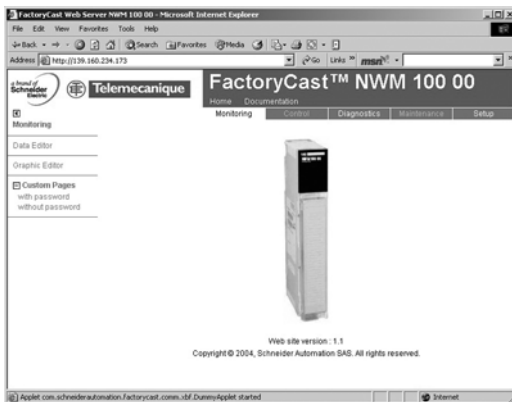 FactoryCast Web Server NWM 100 00 - Microsoft Internet Explorer
File Edit View Favorites Tools Help
Back Search Favorites Media
Address http://139.160.234.173 Go Links » msn
a brand of Schneider Electric Telemecanique
FactoryCast™ NWM 100 00
Home Documentation
Monitoring Control Diagnostics Maintenance Setup
Monitoring
Data Editor
Graphic Editor
Custom Pages
with password
without password
Web site version : 1.1
Copyright © 2004, Schneider Automation SAS. All rights reserved.
Applet com.schneiderautomation.factorycast.comm.xbf.DummyApplet started Internet